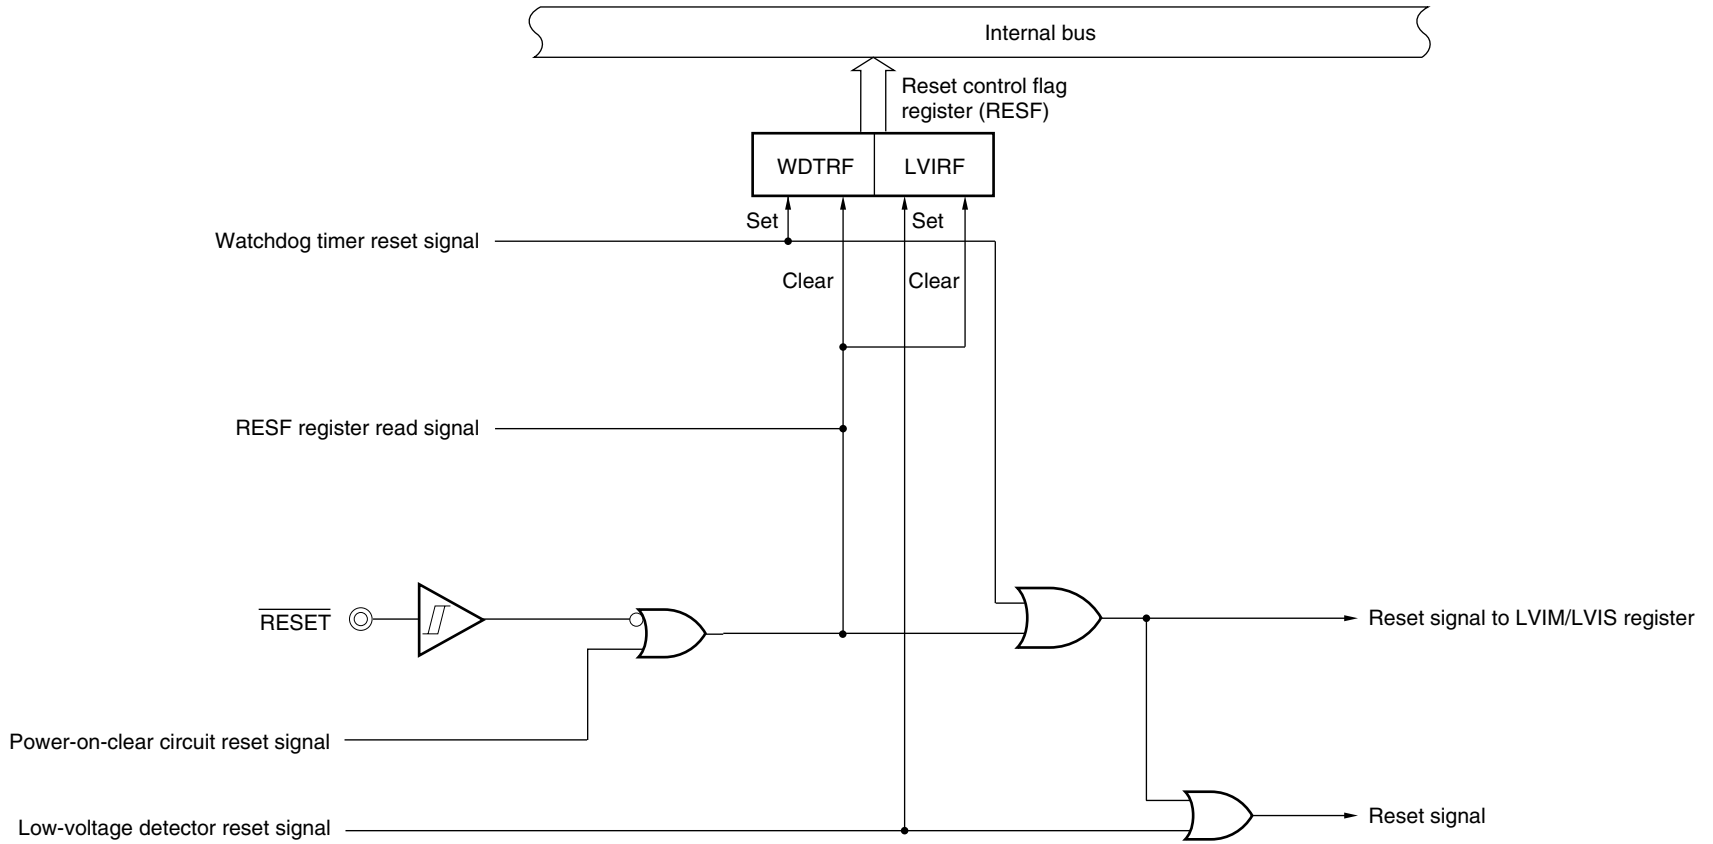 Internal bus
Reset control flag
register (RESF)
WDTRF
LVIRF
Set
Set
Watchdog timer reset signal
Clear
Clear
RESF register read signal
RESET
Reset signal to LVIM/LVIS register
Power-on-clear circuit reset signal
Reset signal
Low-voltage detector reset signal